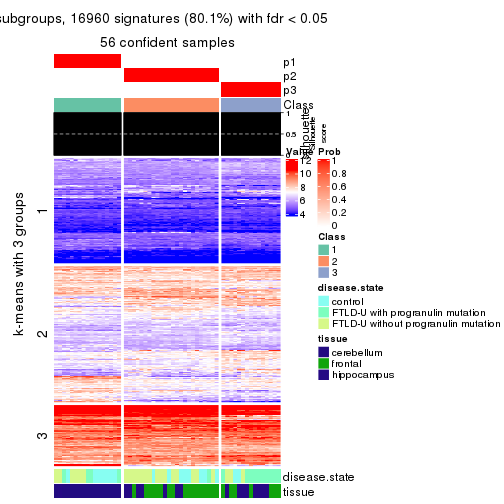 subgroups, 16960 signatures (80.1%) with fdr < 0.05
56 confident samples
p1
p2
p3
Class
1
0.5
silhouette
score
Value
12
10
8
6
4
Prob
1
0.8
0.6
0.4
0.2
0
k-means with 3 groups
1
2
3
Class
1
2
3
disease.state
control
FTLD-U with progranulin mutation
FTLD-U without progranulin mutation
tissue
cerebellum
frontal
hippocampus
disease.state
tissue